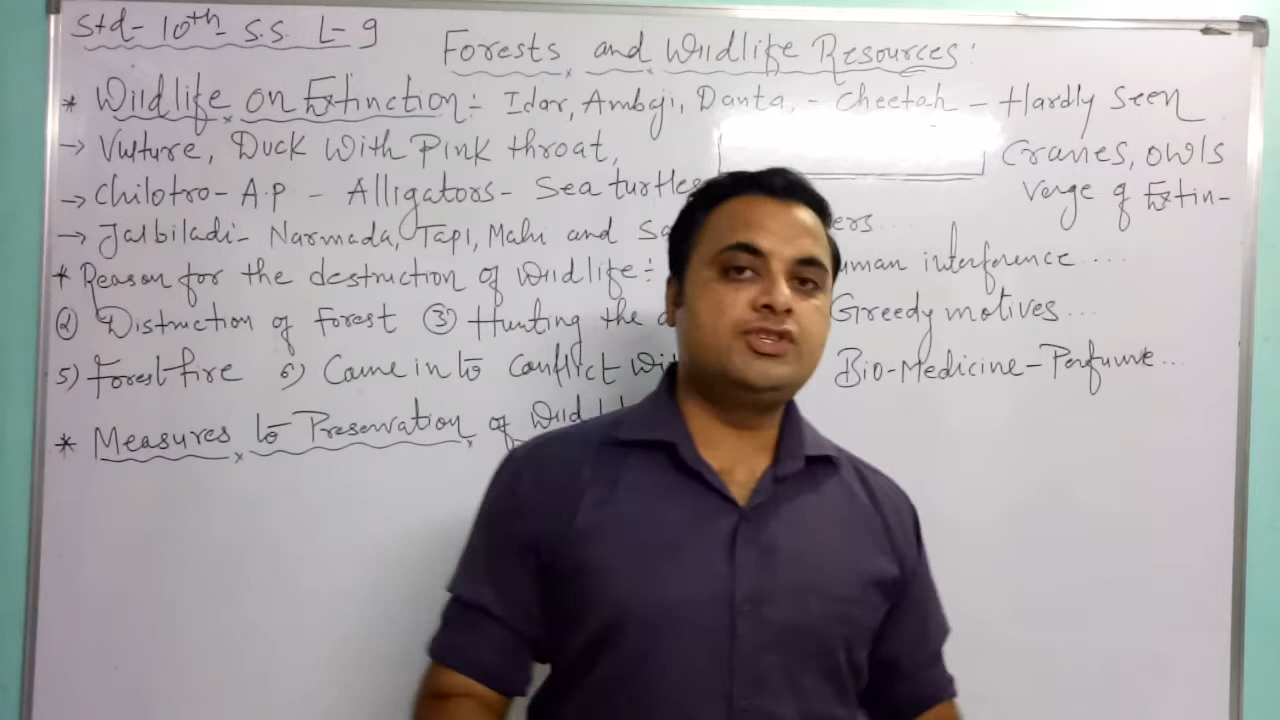 Std- 10th- S.S. L-9
Forests and Wildlife Resources:
* Wildlife on Extinction:- Idar, Ambaji, Danta, - Cheetah - Hardly Seen
→ Vulture, Duck With Pink throat, Cranes, owls
→ Chilotro- A.P - Alligators- Sea turtles Verge of Extin-
→ Jalbiladi- Narmada, Tapi, Mahi and
* Reason for the destruction of wildlife:- interference....
② Distruction of Forest ③ Hunting the Greedy motives...
5) Forest fire 6) Came in to Conflict Bio-Medicine-Perfume...
* Measures to Preservation of